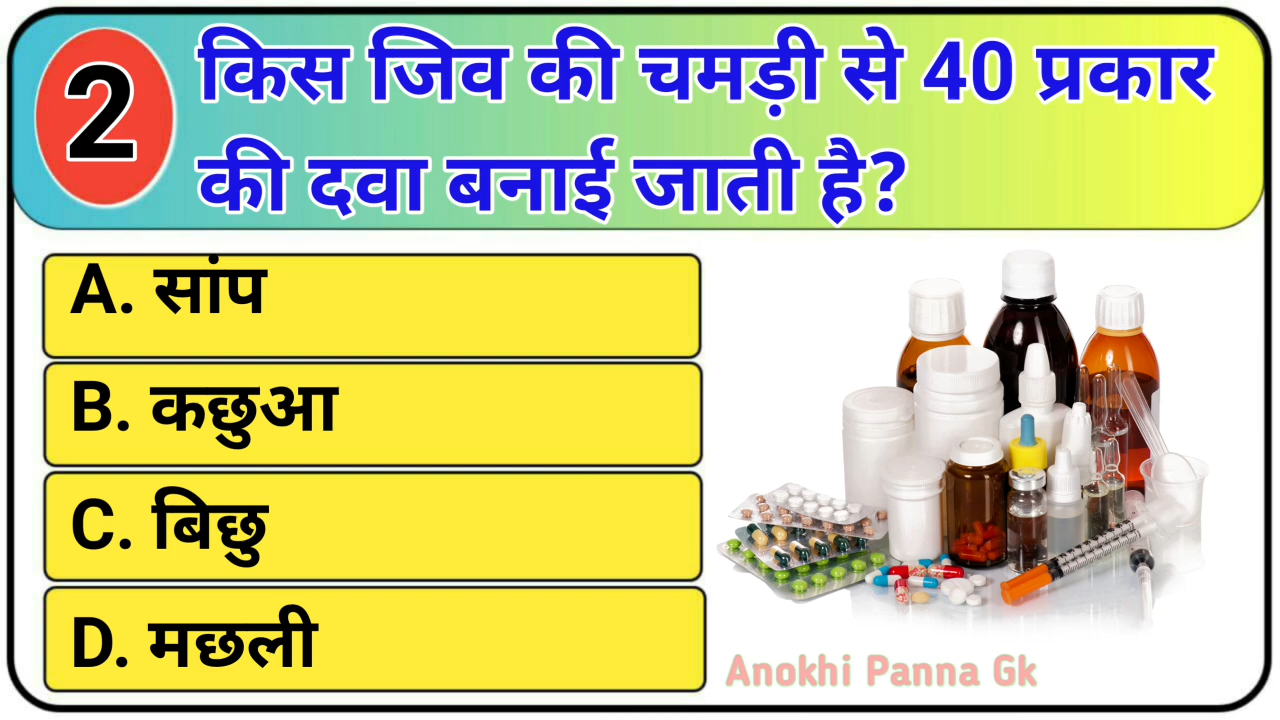 2
किस जिव की चमड़ी से 40 प्रकार
की दवा बनाई जाती है?
A. सांप
B. कछुआ
C. बिछु
D. मछली
Anokhi Panna Gk